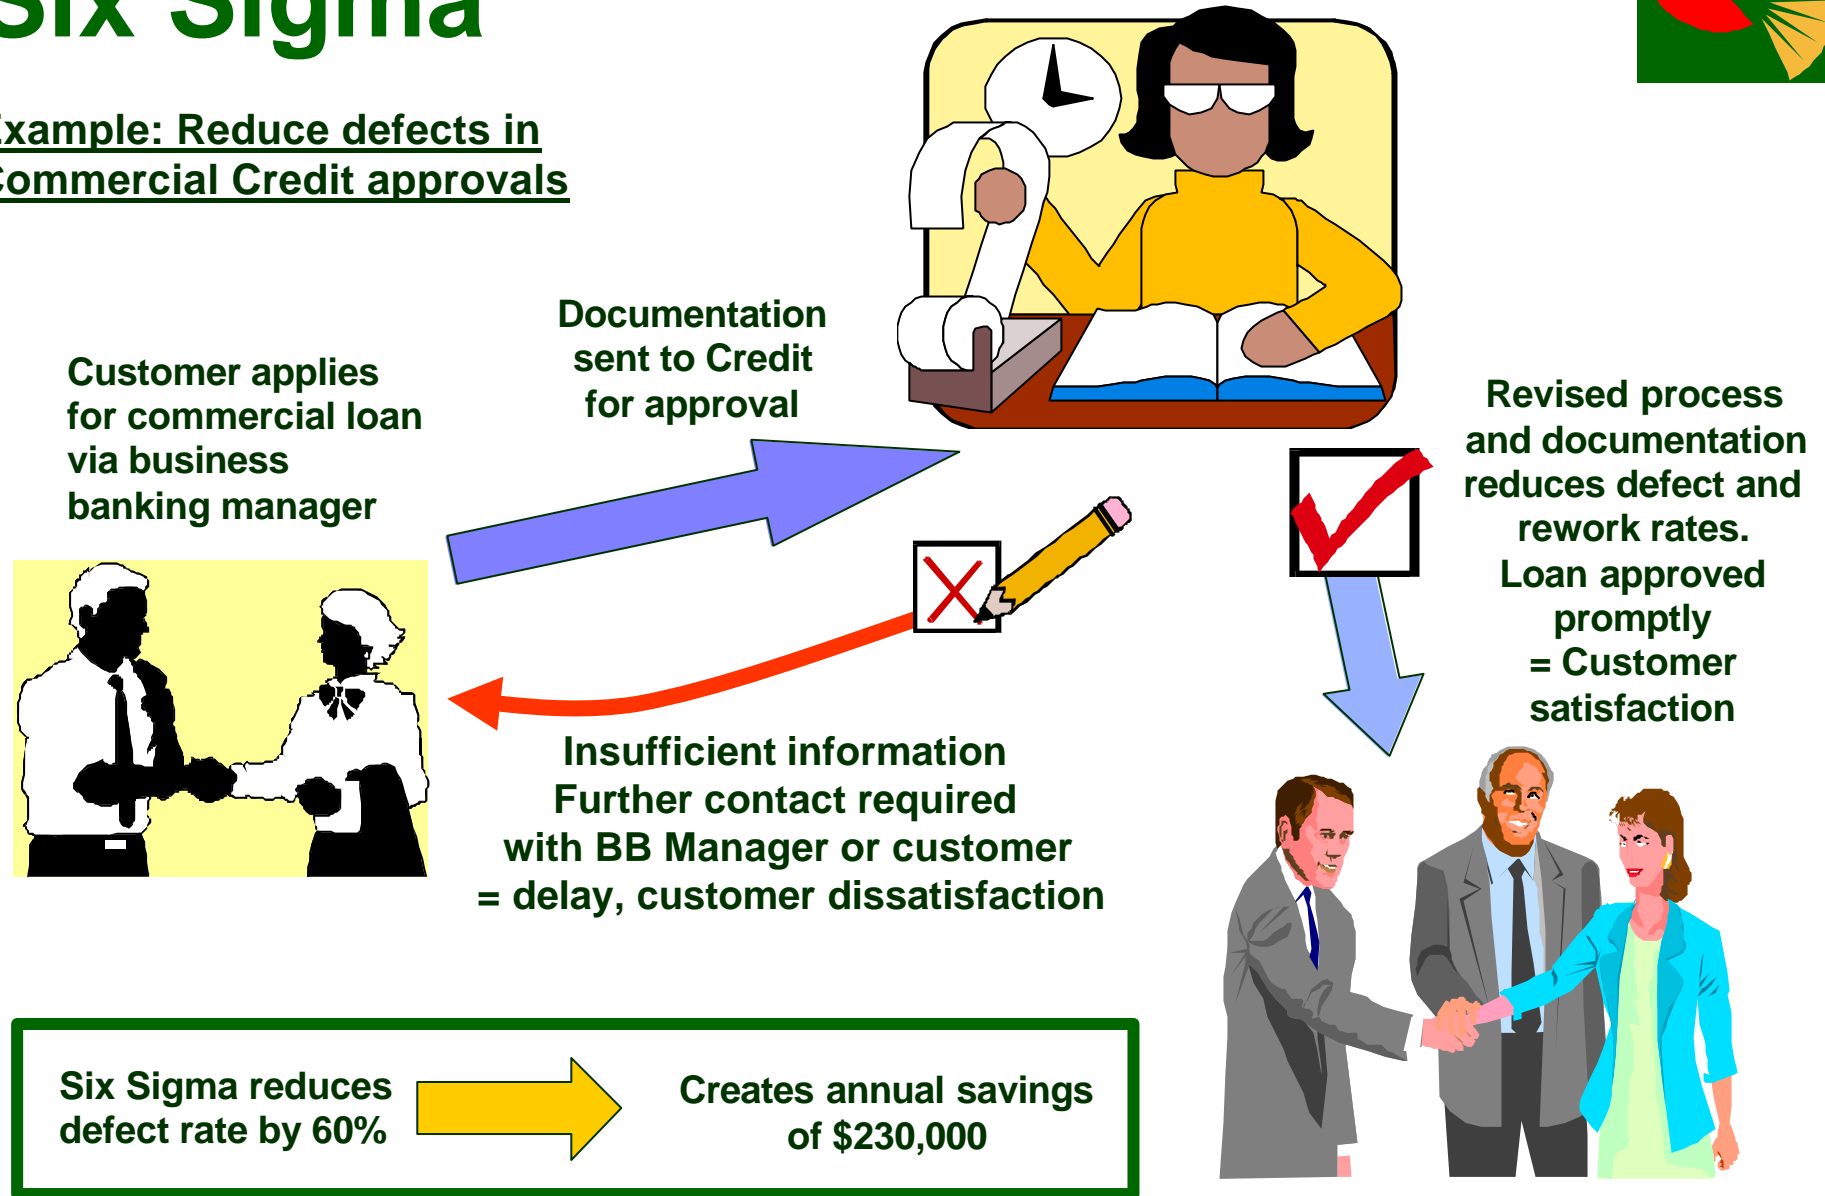 Six Sigma
Example: Reduce defects in
Commercial Credit approvals
Customer applies
for commercial loan
via business
banking manager
Documentation
sent to Credit
for approval
Revised process
and documentation
reduces defect and
rework rates.
Loan approved
promptly
= Customer
satisfaction
Insufficient information
Further contact required
with BB Manager or customer
= delay, customer dissatisfaction
Six Sigma reduces
defect rate by 60%
Creates annual savings
of $230,000